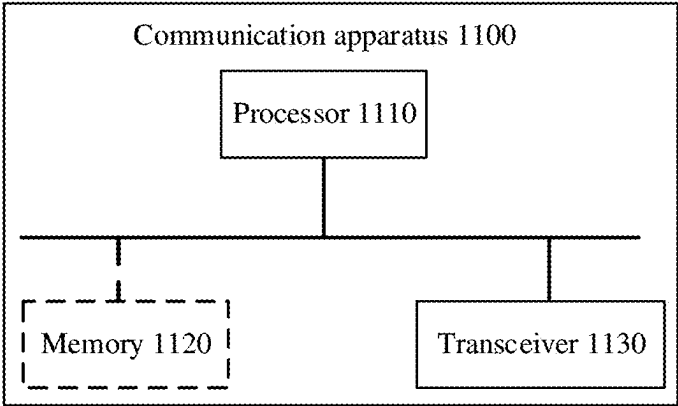 Communication apparatus 1100
Processor 1110
Memory 1120
Transceiver 1130